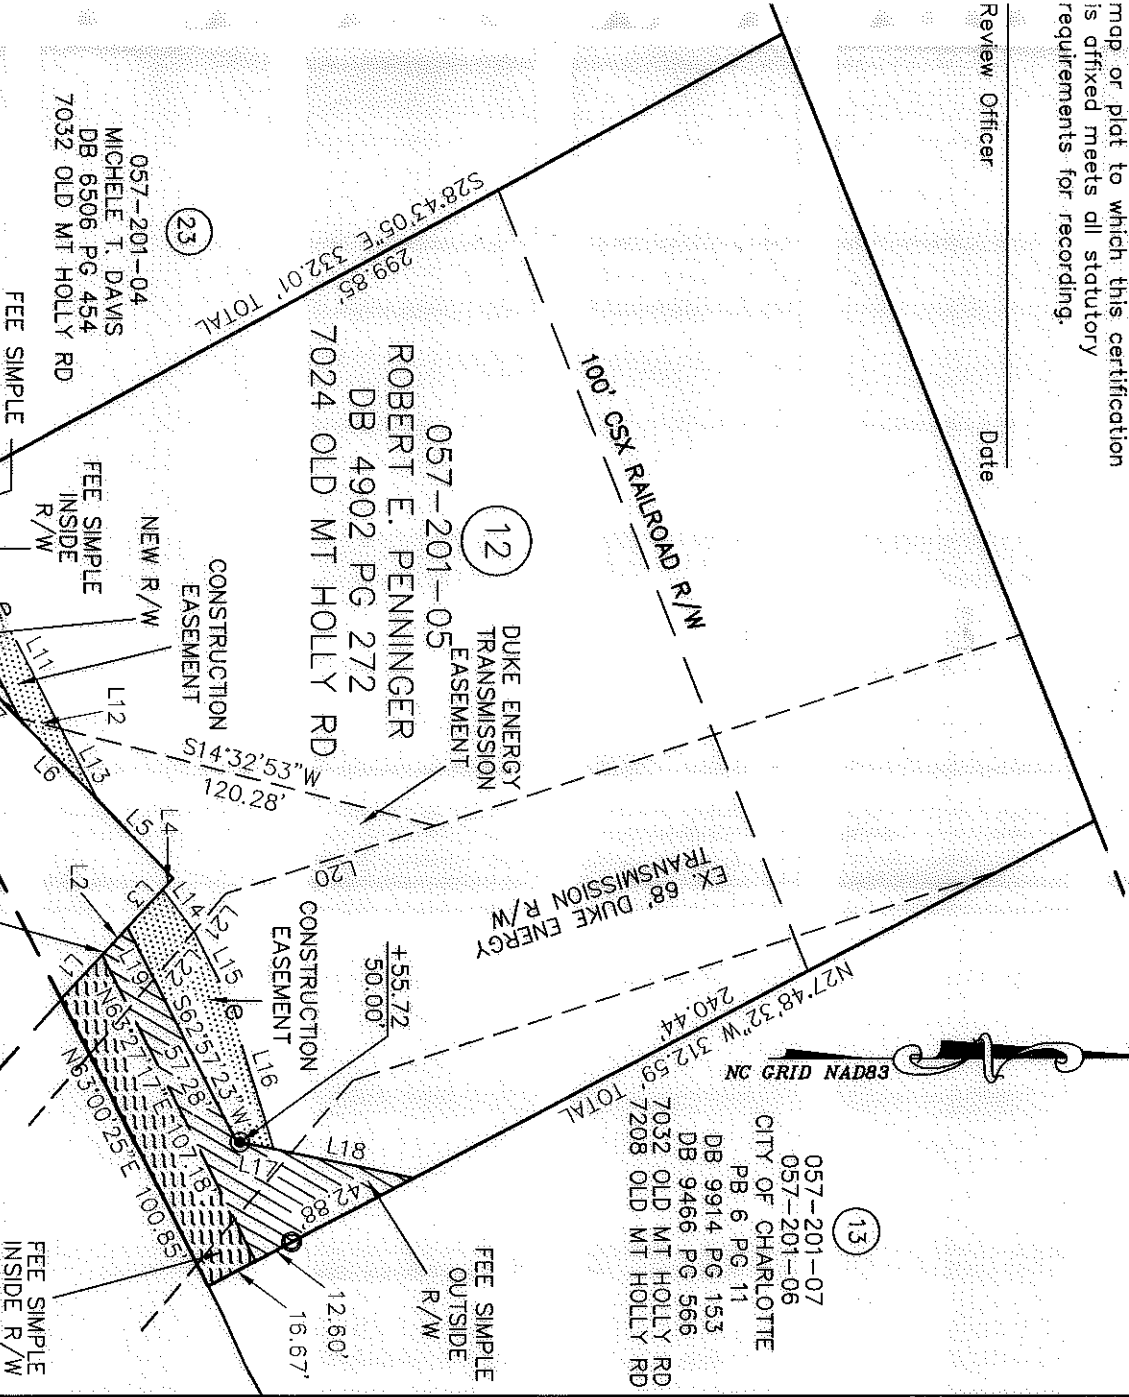 map or plat to which this certification
is affixed meets all statutory
requirements for recording.
Review Officer
Date
23
057-201-04
MICHELE T. DAVIS
DB 6506 PG 454
7032 OLD MT HOLLY RD
S28°43'05"E
299.85'
332.01' TOTAL
100' CSX RAILROAD R/W
12
057-201-05
ROBERT E. PENNINGER
DB 4902 PG 272
7024 OLD MT HOLLY RD
DUKE ENERGY
TRANSMISSION
EASEMENT
EX. 68' DUKE ENERGY
TRANSMISSION R/W
N27°48'32"W
240.44'
312.59' TOTAL
NC GRID NAD83
13
057-201-07
057-201-06
CITY OF CHARLOTTE
PB 6 PG 11
DB 9914 PG 153
DB 9466 PG 566
7032 OLD MT HOLLY RD
7208 OLD MT HOLLY RD
FEE SIMPLE
FEE SIMPLE
INSIDE
R/W
NEW R/W
CONSTRUCTION
EASEMENT
L11
L12
L13
S14°32'53"W
120.28'
L6
L5
L4
L20
L2
L3
L14
L15
L16
CONSTRUCTION
EASEMENT
+55.72
50.00'
L19
S62°57'23"W
57.28'
L1
N63°27'17"E 107.18'
N63°00'25"E 100.85'
L17
L18
42.88'
12.60'
16.67'
FEE SIMPLE
OUTSIDE
R/W
FEE SIMPLE
INSIDE R/W